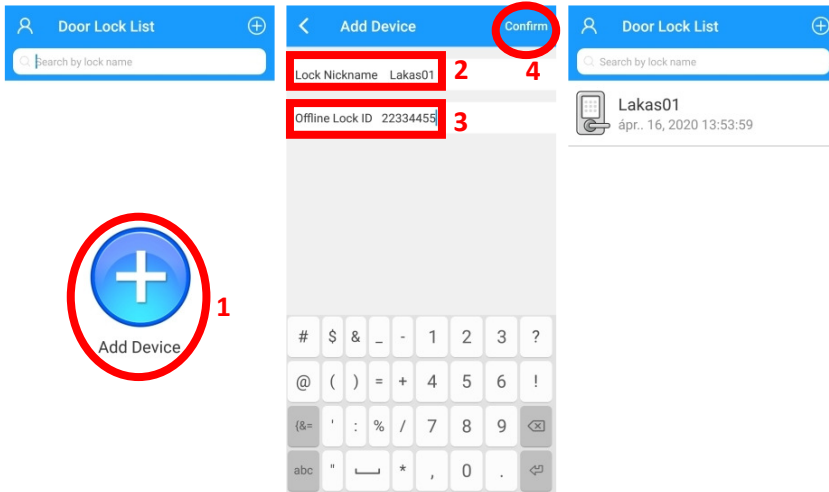 Door Lock List
Search by lock name
1
Add Device
Add Device
Confirm
Lock Nickname Lakas01
2
4
Offline Lock ID 22334455
3
# $ & _ - 1 2 3 ?
@ ( ) = + 4 5 6 !
{&= ' : % / 7 8 9
abc " * , 0 .
Door Lock List
Search by lock name
Lakas01
ápr.. 16, 2020 13:53:59